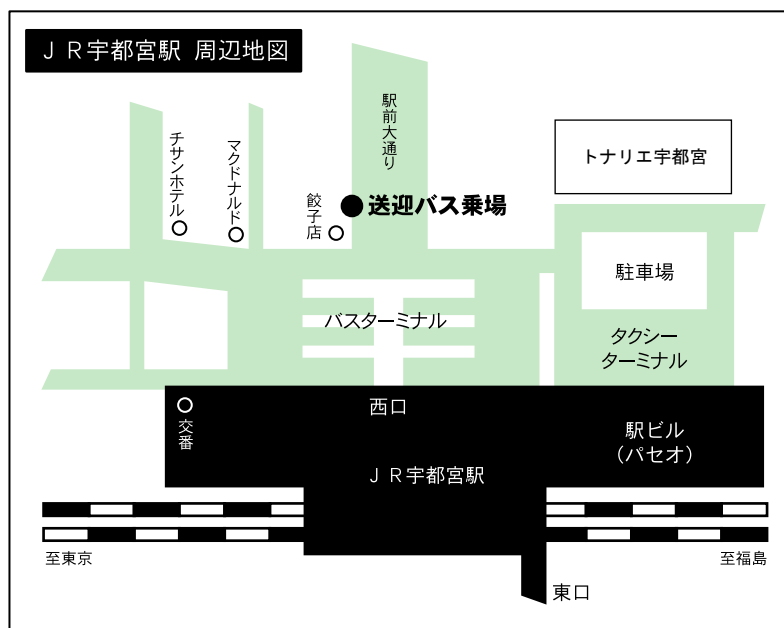 ＪＲ宇都宮駅 周辺地図
駅前大通り
チサンホテル
マクドナルド
餃子店
送迎バス乗場
トナリエ宇都宮
駐車場
バスターミナル
タクシー
ターミナル
西口
交番
駅ビル
（パセオ）
ＪＲ宇都宮駅
至東京
至福島
東口